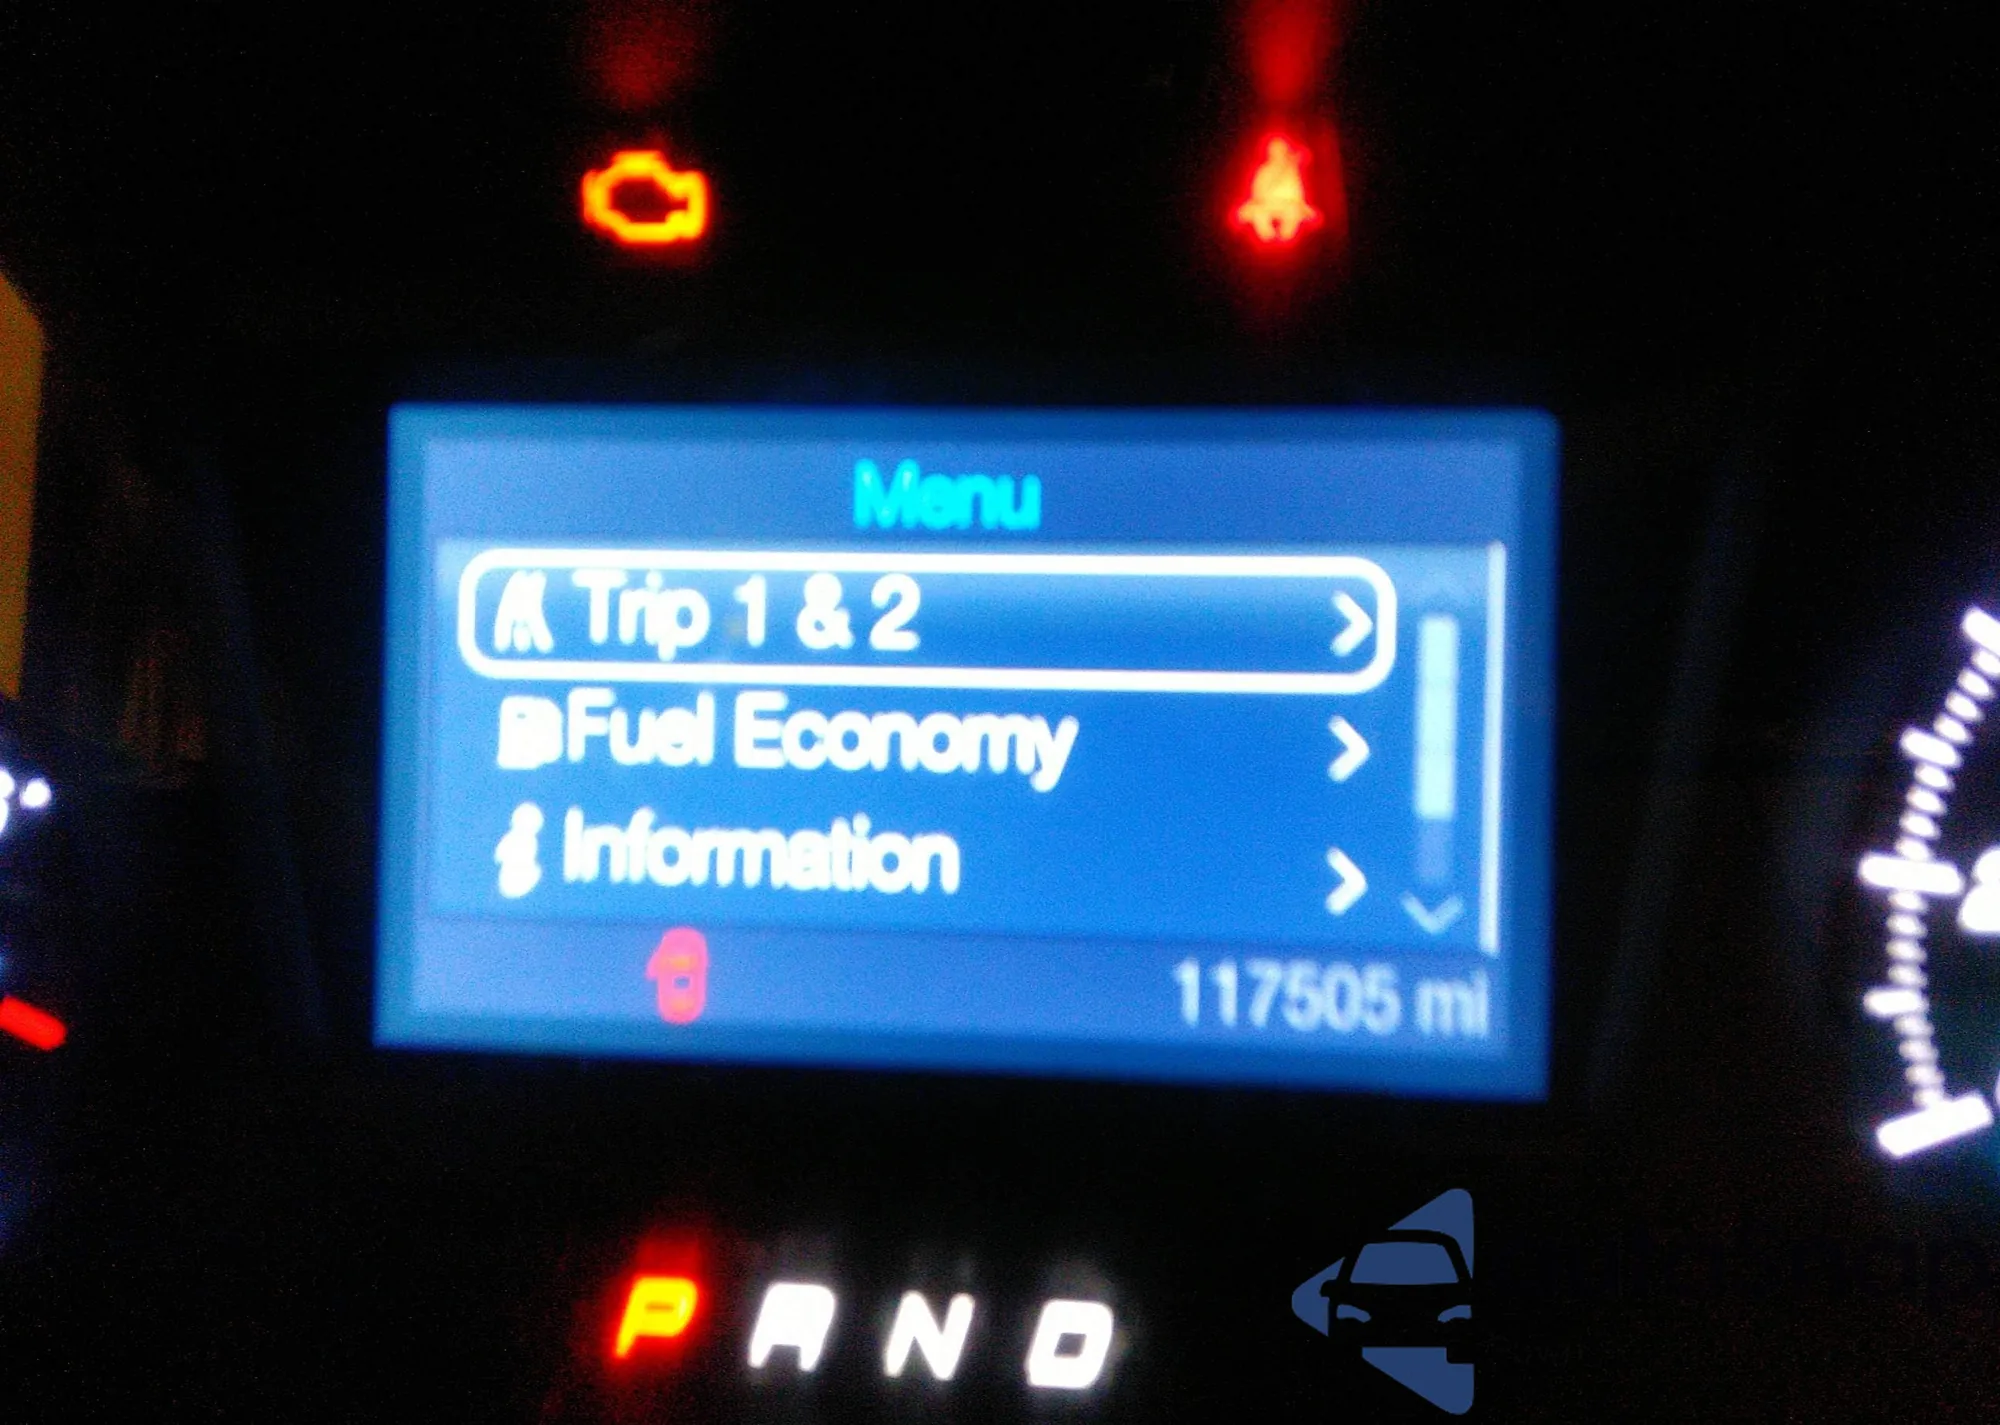 Menu
Trip 1 & 2
Fuel Economy
Information
117505 mi
P R N D